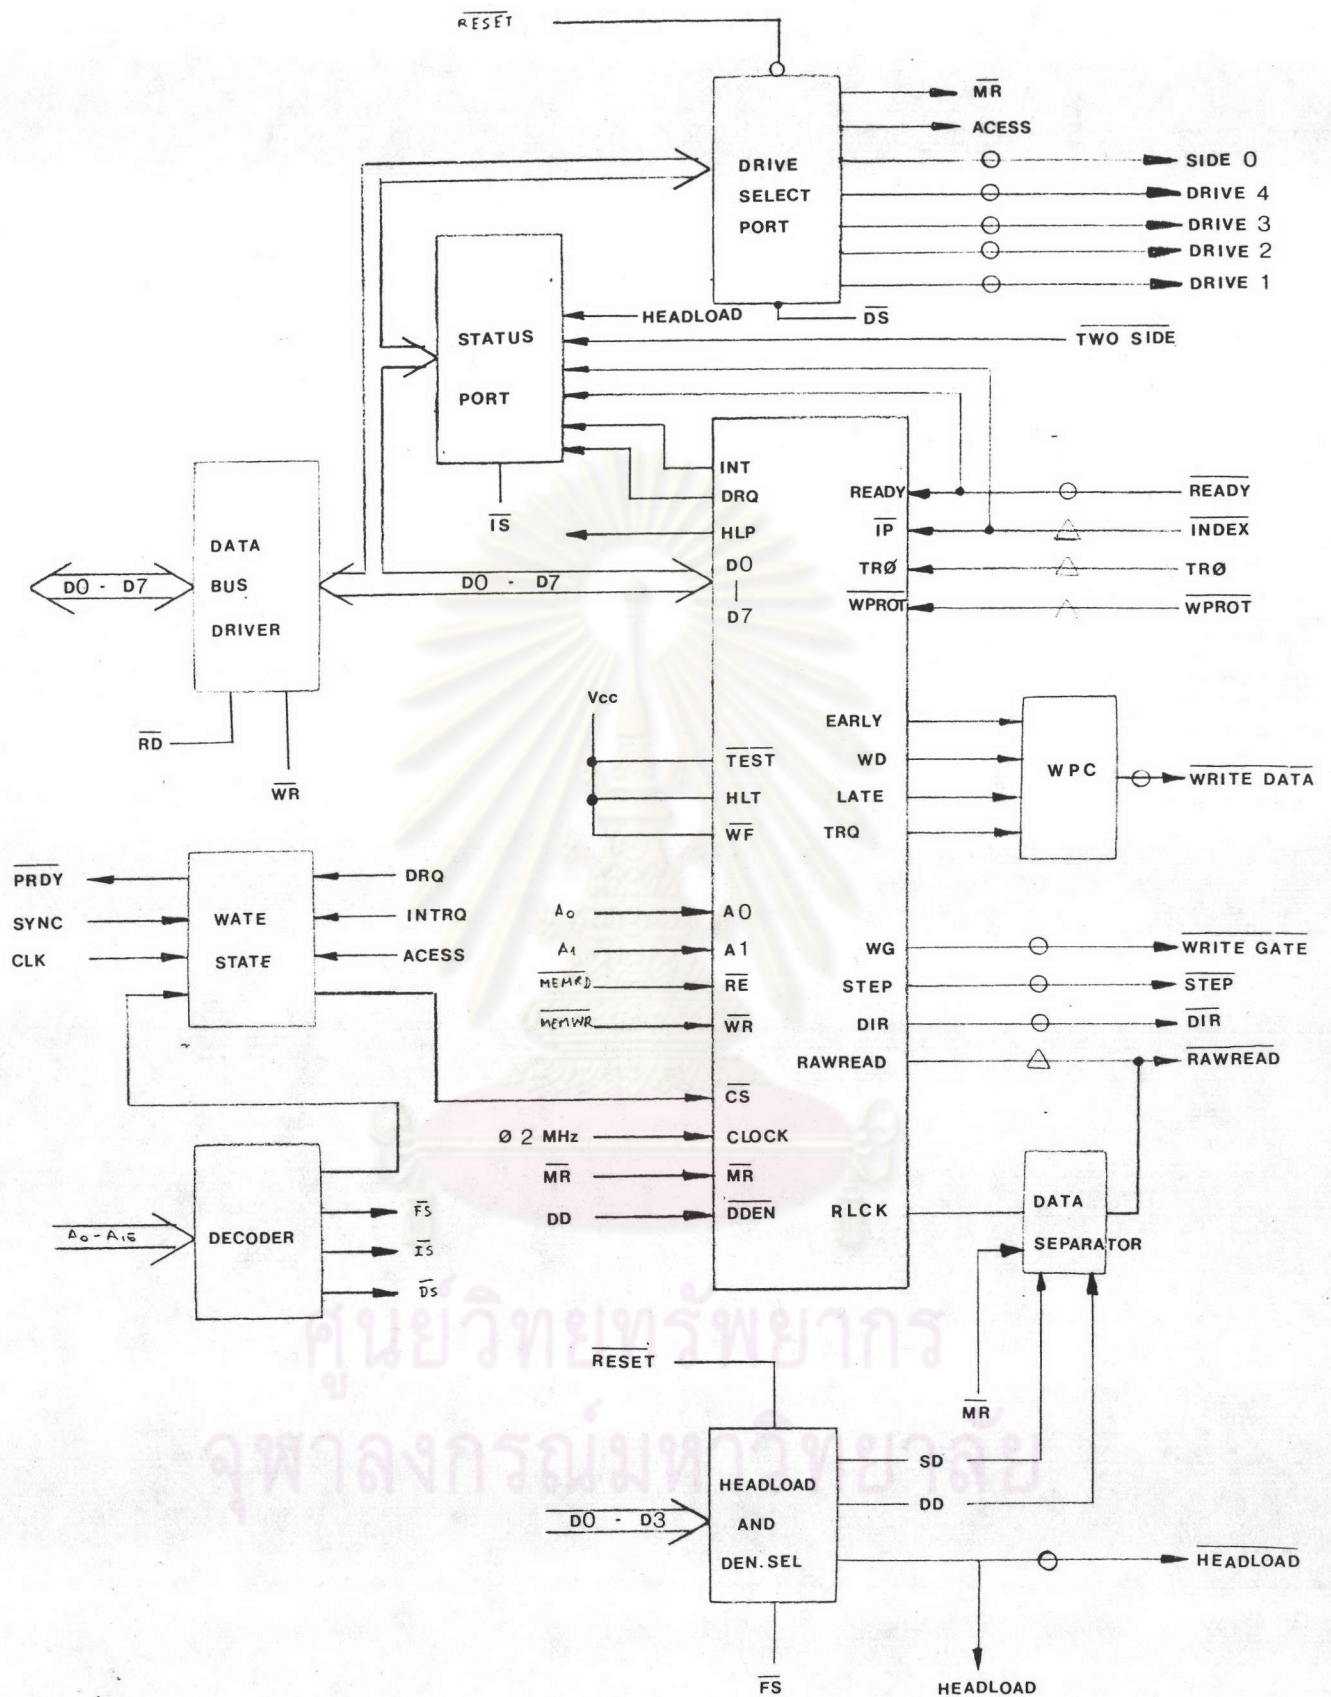 RESET
MR
ACESS
SIDE 0
DRIVE 4
DRIVE 3
DRIVE 2
DRIVE 1
DRIVE
SELECT
PORT
DS
HEADLOAD
TWO SIDE
STATUS
PORT
IS
DATA
BUS
DRIVER
D0 - D7
D0 - D7
RD
WR
INT
DRQ
HLP
D0
D7
READY
IP
TRØ
WPROT
READY
INDEX
TRØ
WPROT
Vcc
TEST
HLT
WF
EARLY
WD
LATE
TRQ
WPC
WRITE DATA
PRDY
SYNC
CLK
WATE
STATE
DRQ
INTRQ
ACESS
A0
A1
MEMRD
MEMWR
A0
A1
RE
WR
CS
CLOCK
MR
DDEN
Ø 2 MHz
MR
DD
WG
STEP
DIR
RAWREAD
RLCK
WRITE GATE
STEP
DIR
RAWREAD
DATA
SEPARATOR
MR
A0 - A15
DECODER
FS
IS
DS
ศูนย์วิทยทรัพยากร
จุฬาลงกรณ์มหาวิทยาลัย
RESET
D0 - D3
HEADLOAD
AND
DEN. SEL
SD
DD
HEADLOAD
FS
HEADLOAD